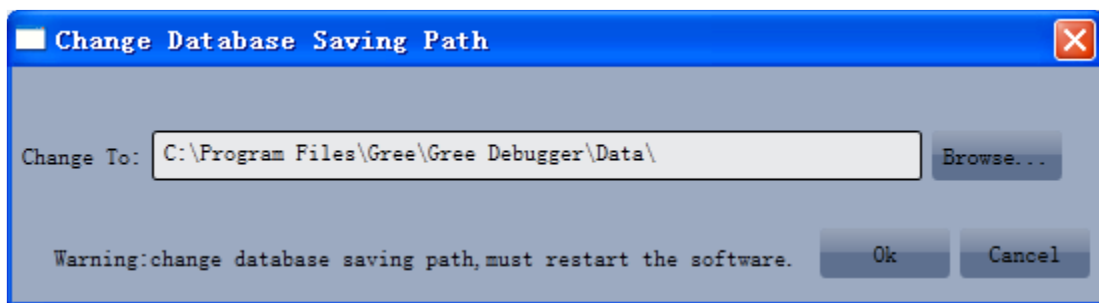 Change Database Saving Path
Change To: C:\Program Files\Gree\Gree Debugger\Data\ Browse...
Warning:change database saving path,must restart the software. Ok Cancel